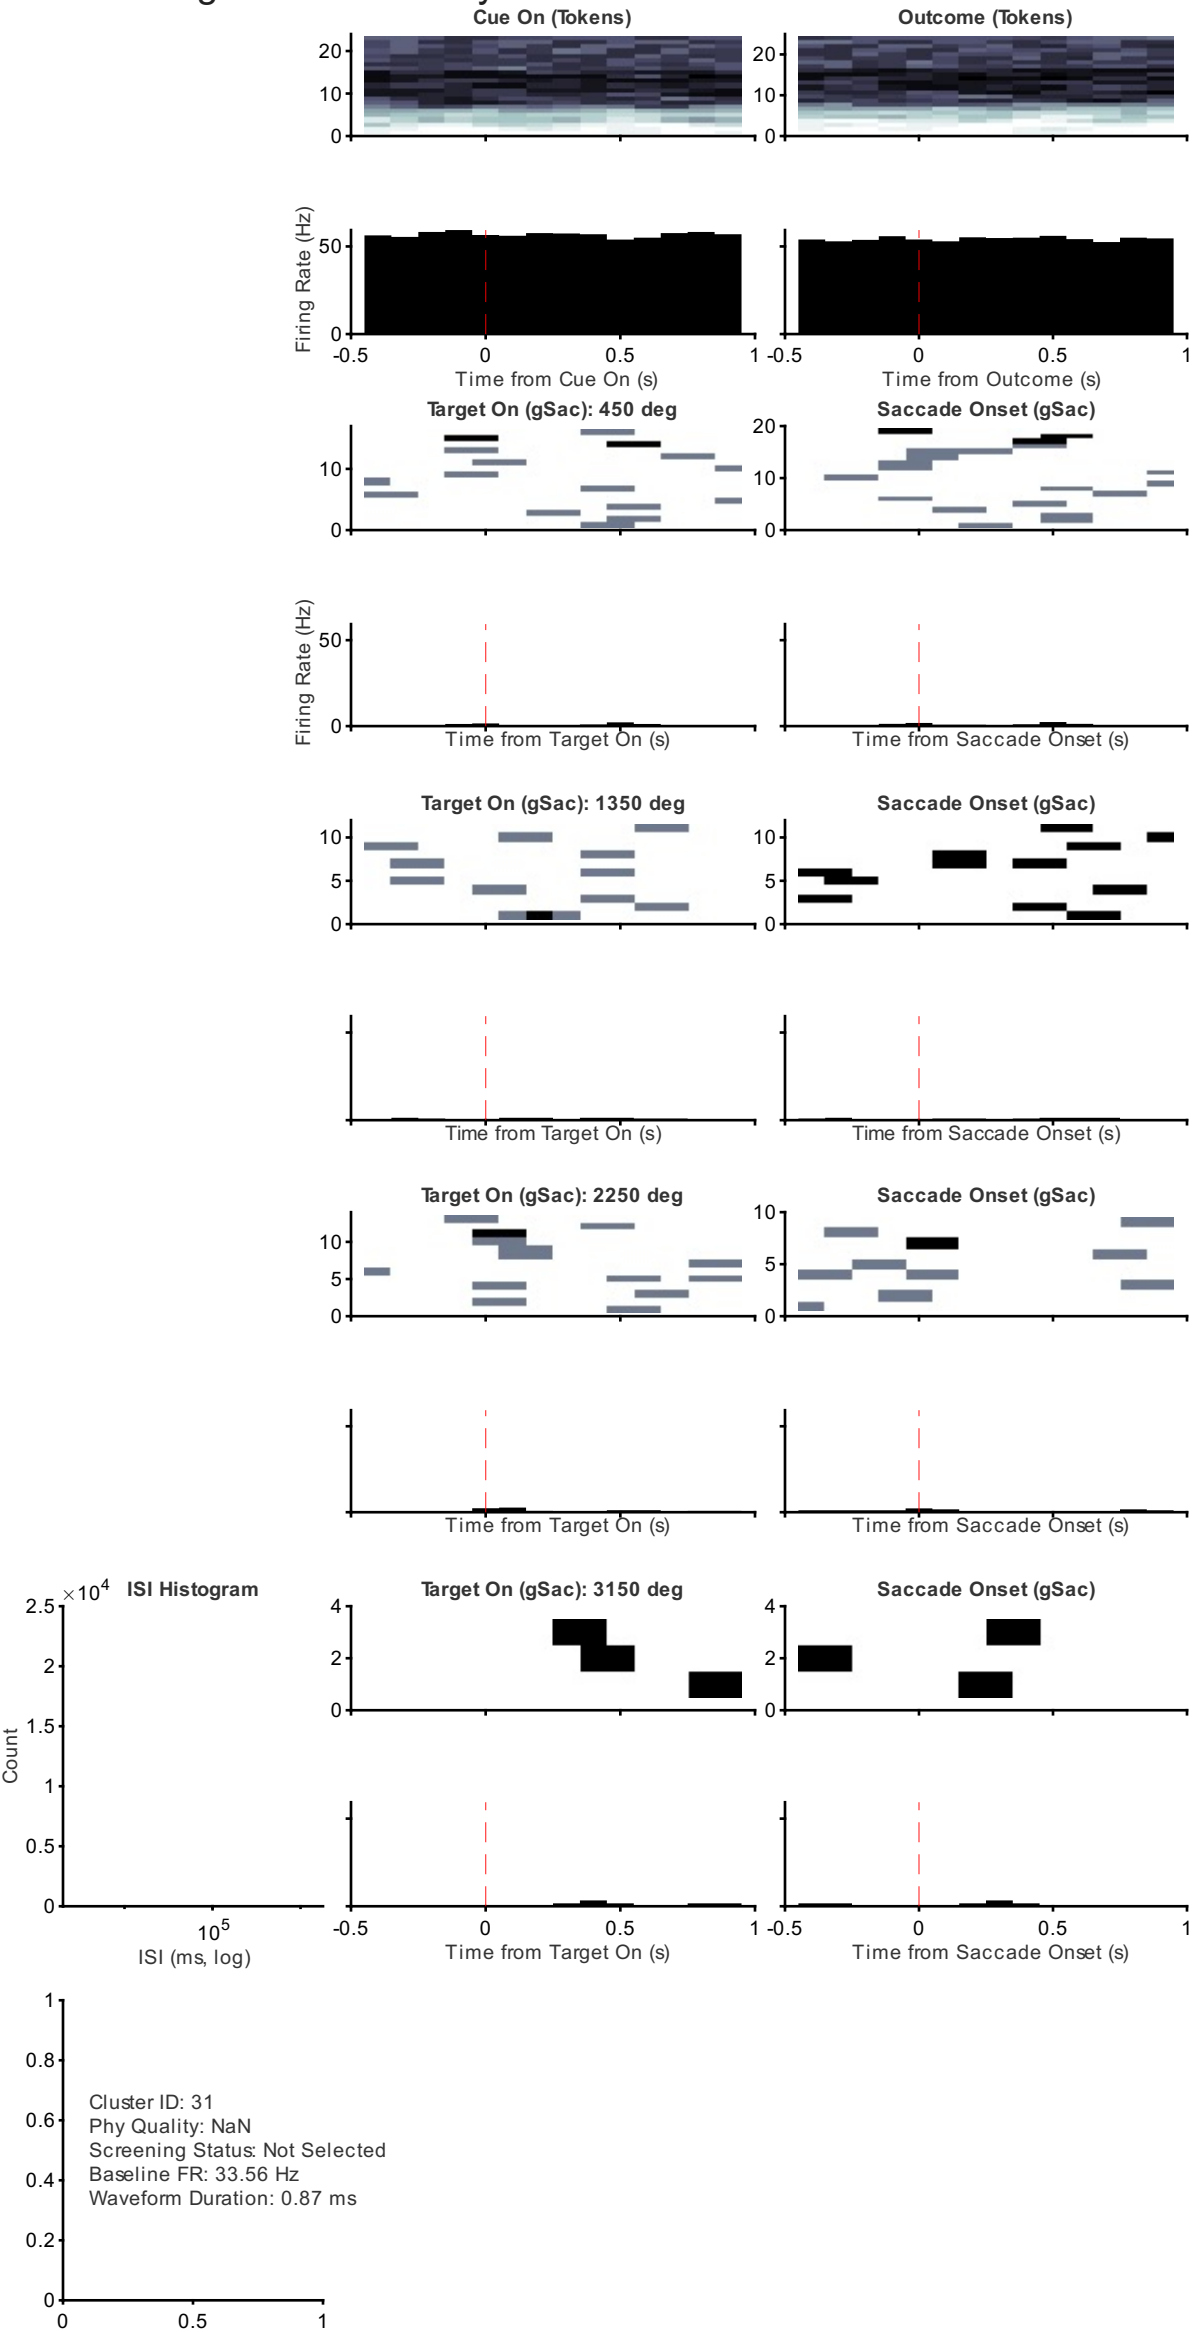 Cue On (Tokens)
Outcome (Tokens)
20
10
0
20
10
0
Firing Rate (Hz)
50
0
-0.5 0 0.5 1
-0.5 0 0.5 1
Time from Cue On (s)
Time from Outcome (s)
Target On (gSac): 450 deg
Saccade Onset (gSac)
10
0
20
10
0
Firing Rate (Hz)
50
0
Time from Target On (s)
Time from Saccade Onset (s)
Target On (gSac): 1350 deg
Saccade Onset (gSac)
10
5
0
10
5
0
Time from Target On (s)
Time from Saccade Onset (s)
Target On (gSac): 2250 deg
Saccade Onset (gSac)
10
5
0
10
5
0
Time from Target On (s)
Time from Saccade Onset (s)
×10⁴ ISI Histogram
Target On (gSac): 3150 deg
Saccade Onset (gSac)
2.5
2
1.5
1
0.5
0
Count
10⁵
ISI (ms, log)
4
2
0
4
2
0
-0.5 0 0.5 1
-0.5 0 0.5 1
Time from Target On (s)
Time from Saccade Onset (s)
1
0.8
0.6
0.4
0.2
0
Cluster ID: 31
Phy Quality: NaN
Screening Status: Not Selected
Baseline FR: 33.56 Hz
Waveform Duration: 0.87 ms
0 0.5 1